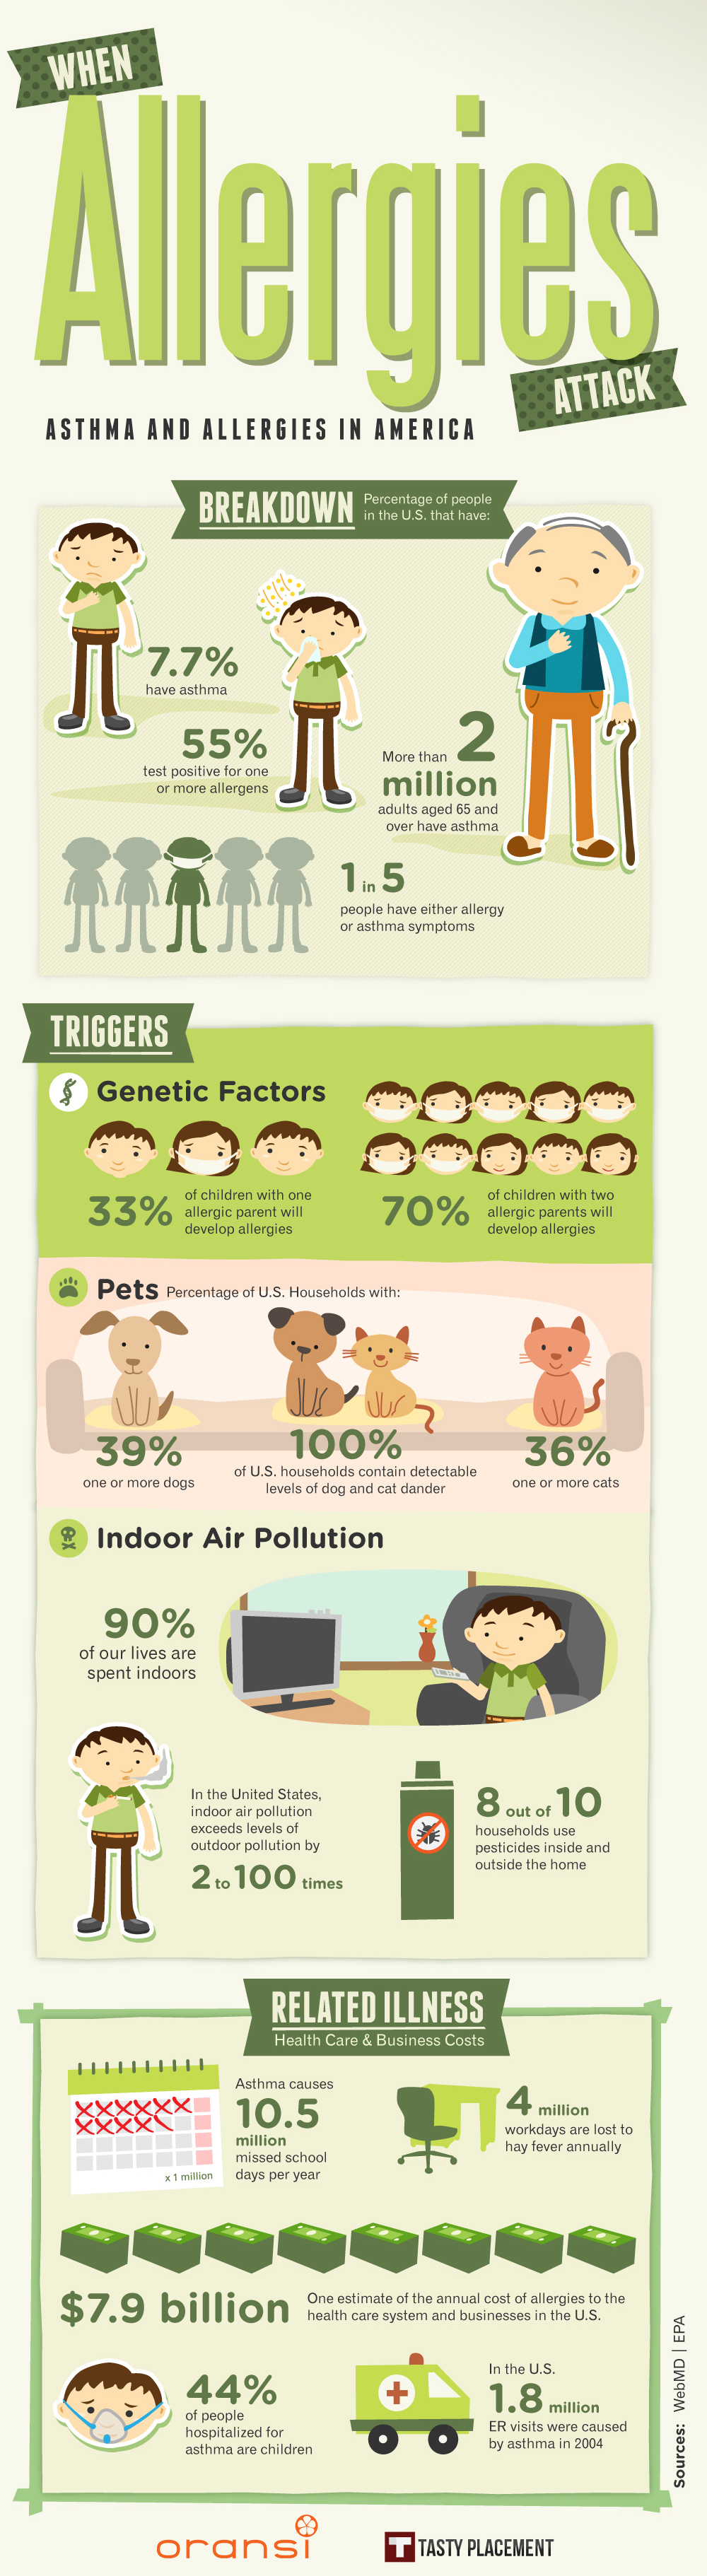 WHEN
Allergies
ATTACK
ASTHMA AND ALLERGIES IN AMERICA
BREAKDOWN
Percentage of people
in the U.S. that have:
7.7%
have asthma
55%
test positive for one
or more allergens
More than 2
million
adults aged 65 and
over have asthma
1 in 5
people have either allergy
or asthma symptoms
TRIGGERS
Genetic Factors
33%
of children with one
allergic parent will
develop allergies
70%
of children with two
allergic parents will
develop allergies
Pets Percentage of U.S. Households with:
39%
one or more dogs
100%
of U.S. households contain detectable
levels of dog and cat dander
36%
one or more cats
Indoor Air Pollution
90%
of our lives are
spent indoors
In the United States,
indoor air pollution
exceeds levels of
outdoor pollution by
2 to 100 times
8 out of 10
households use
pesticides inside and
outside the home
RELATED ILLNESS
Health Care & Business Costs
x 1 million
Asthma causes
10.5
million
missed school
days per year
4 million
workdays are lost to
hay fever annually
$7.9 billion
One estimate of the annual cost of allergies to the
health care system and businesses in the U.S.
44%
of people
hospitalized for
asthma are children
In the U.S.
1.8 million
ER visits were caused
by asthma in 2004
Sources: WebMD | EPA
oransi
T TASTY PLACEMENT